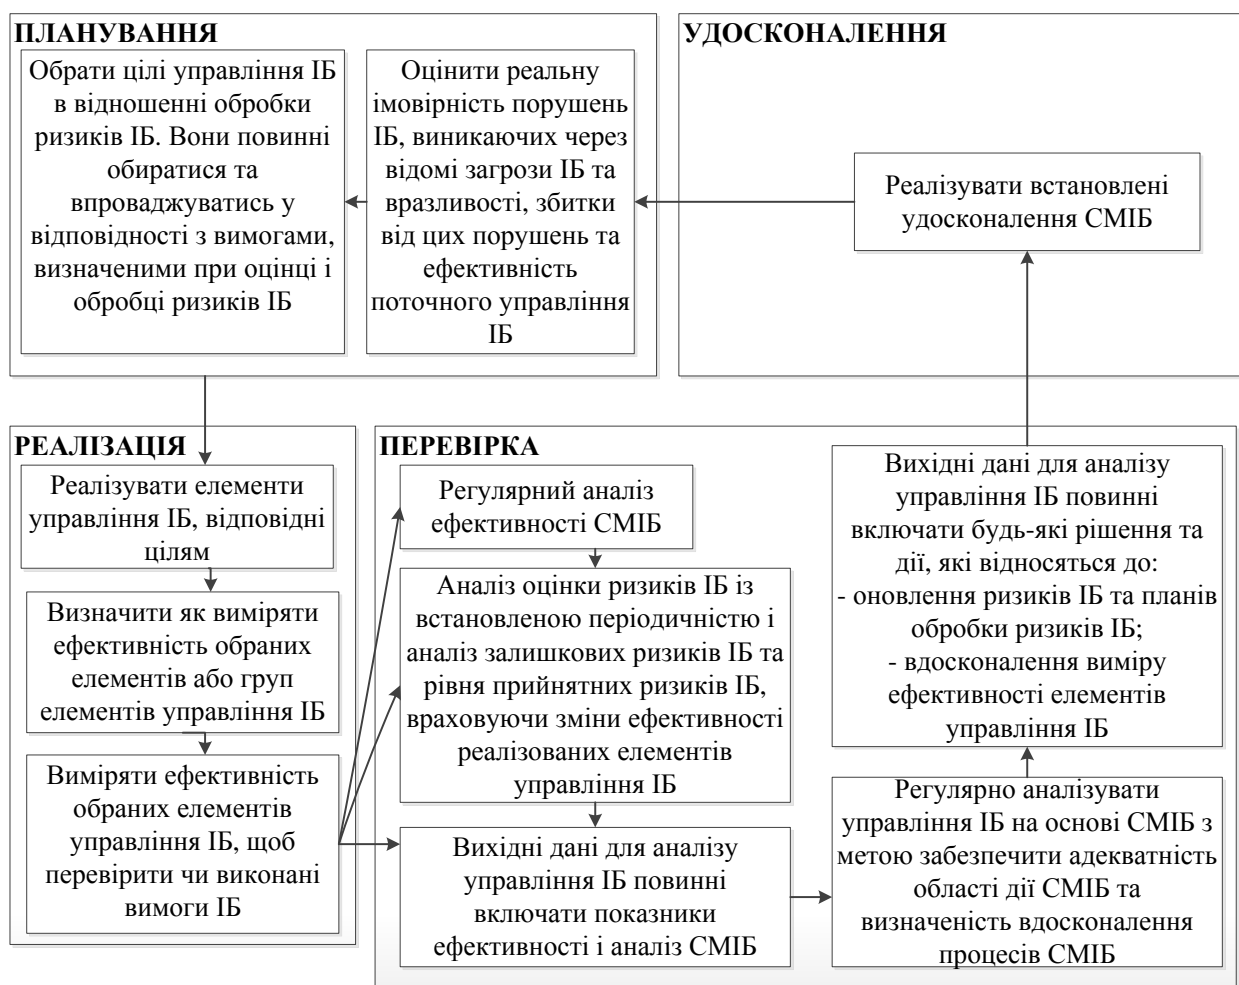 ПЛАНУВАННЯ
Обрати цілі управління ІБ
в відношенні обробки
ризиків ІБ. Вони повинні
обиратися та
впроваджуватись у
відповідності з вимогами,
визначеними при оцінці і
обробці ризиків ІБ
Оцінити реальну
імовірність порушень
ІБ, виникаючих через
відомі загрози ІБ та
вразливості, збитки
від цих порушень та
ефективність
поточного управління
ІБ
УДОСКОНАЛЕННЯ
Реалізувати встановлені
удосконалення СМІБ
РЕАЛІЗАЦІЯ
Реалізувати елементи
управління ІБ, відповідні
цілям
Визначити як виміряти
ефективність обраних
елементів або груп
елементів управління ІБ
Виміряти ефективність
обраних елементів
управління ІБ, щоб
перевірити чи виконані
вимоги ІБ
ПЕРЕВІРКА
Регулярний аналіз
ефективності СМІБ
Аналіз оцінки ризиків ІБ із
встановленою періодичністю і
аналіз залишкових ризиків ІБ та
рівня прийнятних ризиків ІБ,
враховуючи зміни ефективності
реалізованих елементів
управління ІБ
Вихідні дані для аналізу
управління ІБ повинні
включати показники
ефективності і аналіз СМІБ
Вихідні дані для аналізу
управління ІБ повинні
включати будь-які рішення та
дії, які відносяться до:
- оновлення ризиків ІБ та планів
обробки ризиків ІБ;
- вдосконалення виміру
ефективності елементів
управління ІБ
Регулярно аналізувати
управління ІБ на основі СМІБ з
метою забезпечити адекватність
області дії СМІБ та
визначеність вдосконалення
процесів СМІБ